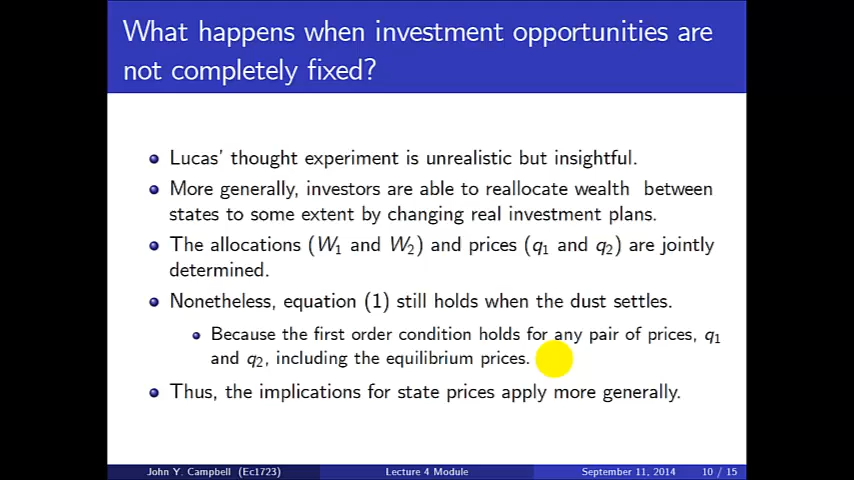 What happens when investment opportunities are
not completely fixed?
Lucas' thought experiment is unrealistic but insightful.
More generally, investors are able to reallocate wealth between
states to some extent by changing real investment plans.
The allocations (W₁ and W₂) and prices (q₁ and q₂) are jointly
determined.
Nonetheless, equation (1) still holds when the dust settles.
Because the first order condition holds for any pair of prices, q₁
and q₂, including the equilibrium prices.
Thus, the implications for state prices apply more generally.
John Y. Campbell (Ec1723) Lecture 4 Module September 11, 2014 10 / 15